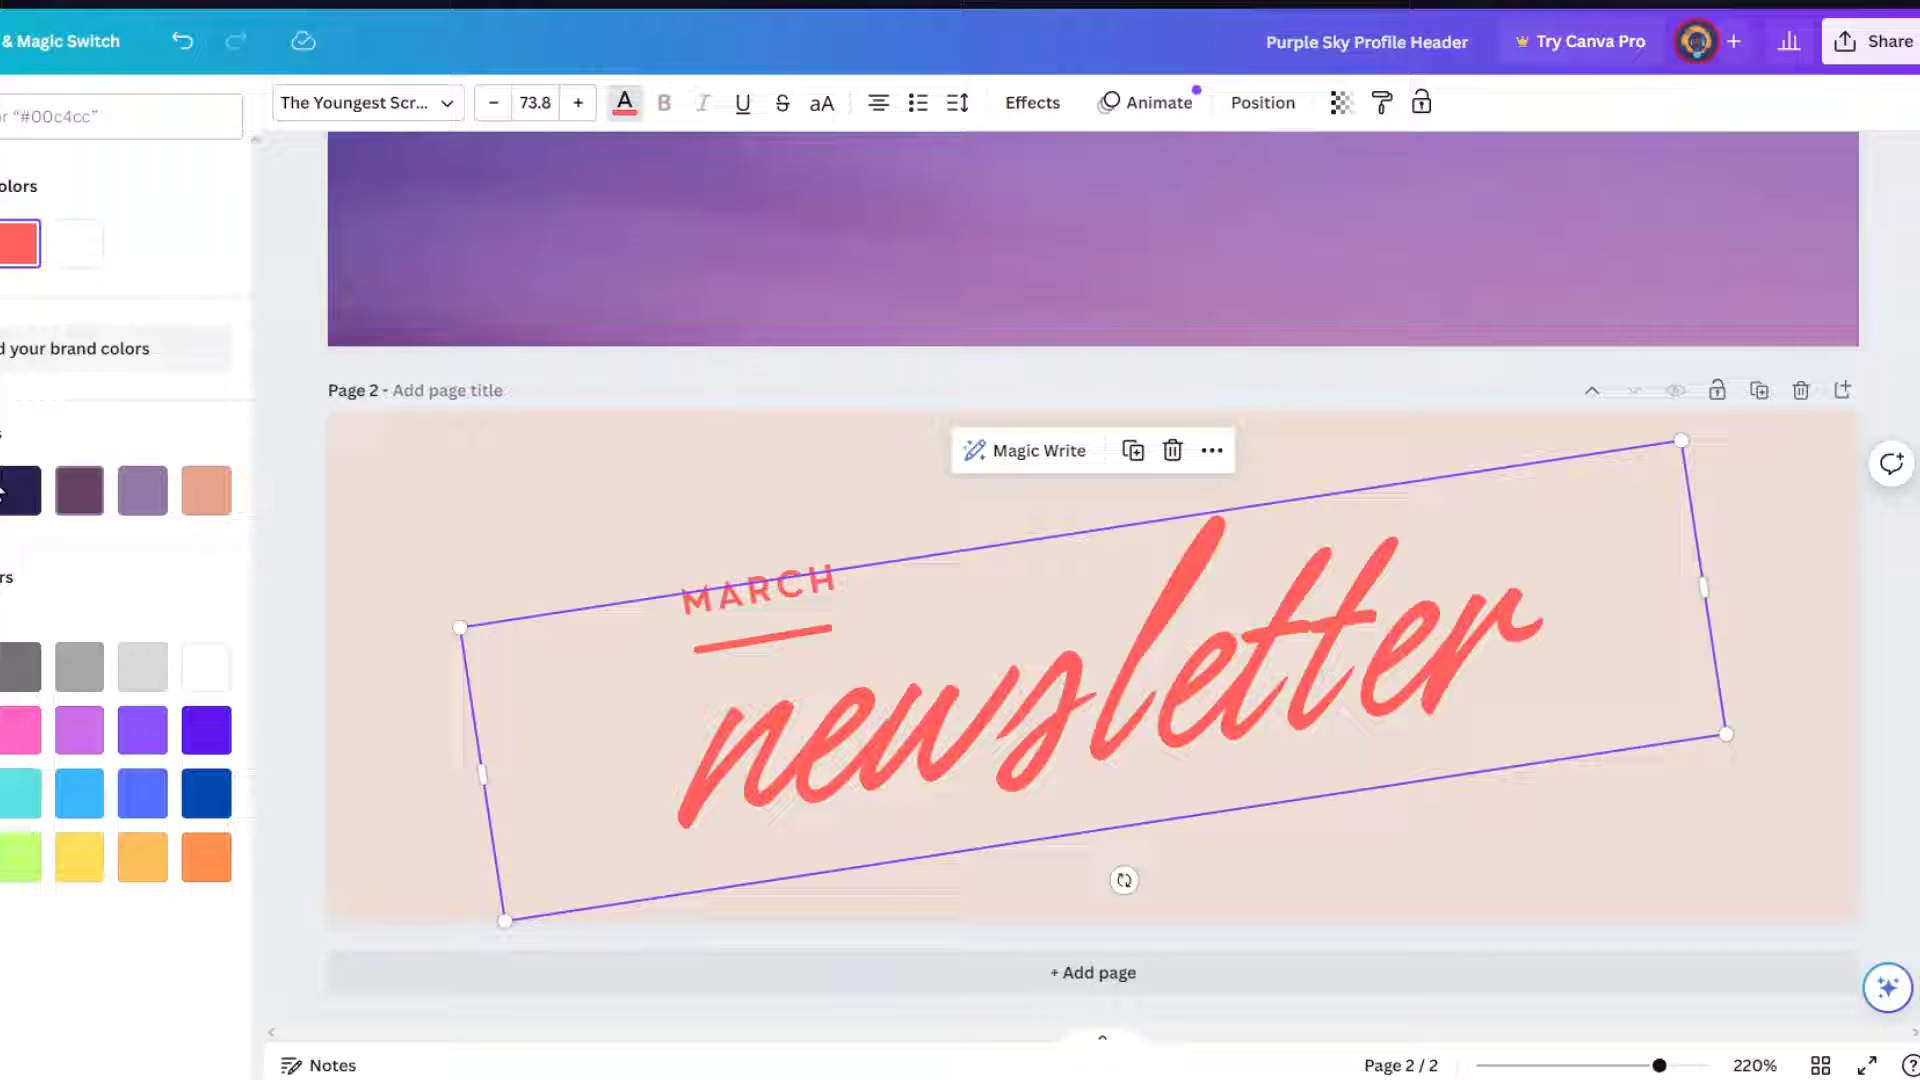 & Magic Switch
Purple Sky Profile Header
Try Canva Pro
Share
r "#00c4cc"
The Youngest Scr...
73.8
A
B
I
U
S
aA
Effects
Animate
Position
olors
d your brand colors
s
rs
Page 2 - Add page title
Magic Write
MARCH
newsletter
+ Add page
Notes
Page 2 / 2
220%